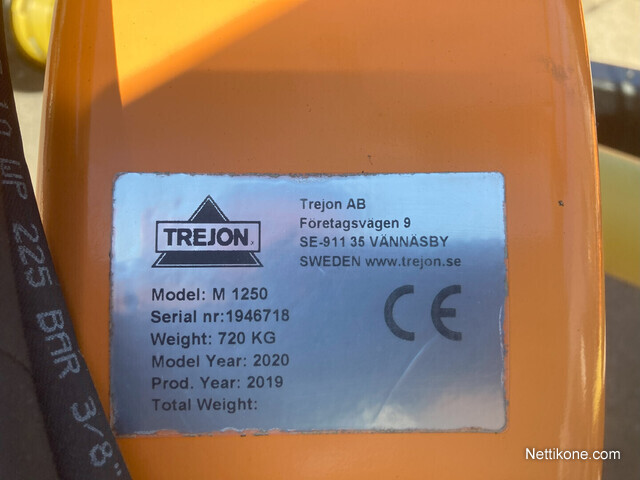 TREJON
Trejon AB
Företagsvägen 9
SE-911 35 VÄNNÄSBY
SWEDEN www.trejon.se
Model: M 1250
Serial nr:1946718
Weight: 720 KG
Model Year: 2020
Prod. Year: 2019
Total Weight:
CE
WP 225 BAR 3/8"
Nettikone.com